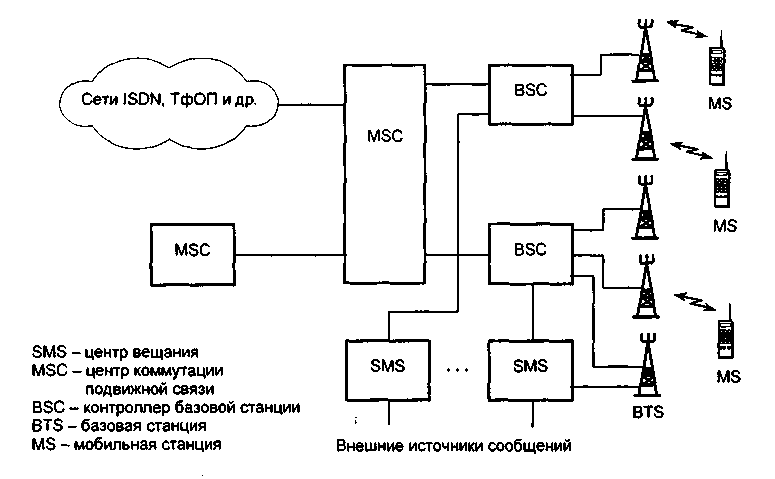 Сети ISDN, ТфОП и др.
MSC
BSC
MS
MS
MSC
BSC
SMS
...
SMS
MS
BTS
SMS – центр вещания
MSC – центр коммутации
подвижной связи
BSC – контроллер базовой станции
BTS – базовая станция
MS – мобильная станция
Внешние источники сообщений